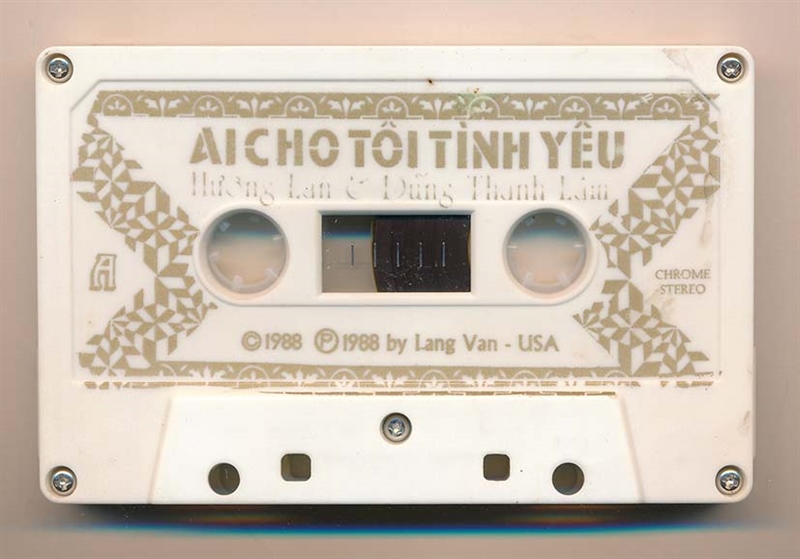 AI CHO TÔI TÌNH YÊU
Hương Lan & Dũng Thanh Lâm
A
CHROME
STEREO
©1988 ℗1988 by Lang Van - USA